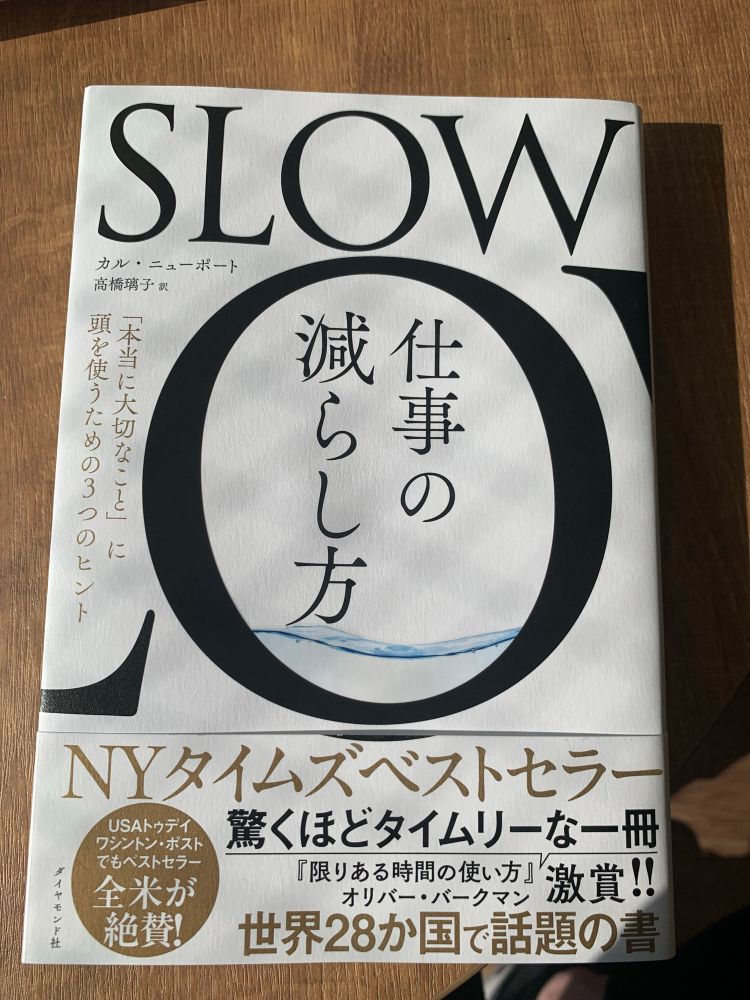 SLOW
カル・ニューポート
高橋璃子 訳
仕事の
減らし方
「本当に大切なこと」に
頭を使うための3つのヒント
LO
NYタイムズベストセラー
USAトゥデイ
ワシントン・ポスト
でもベストセラー
全米が
絶賛!
驚くほどタイムリーな一冊
『限りある時間の使い方』
オリバー・バークマン
激賞!!
世界28か国で話題の書
ダイヤモンド社